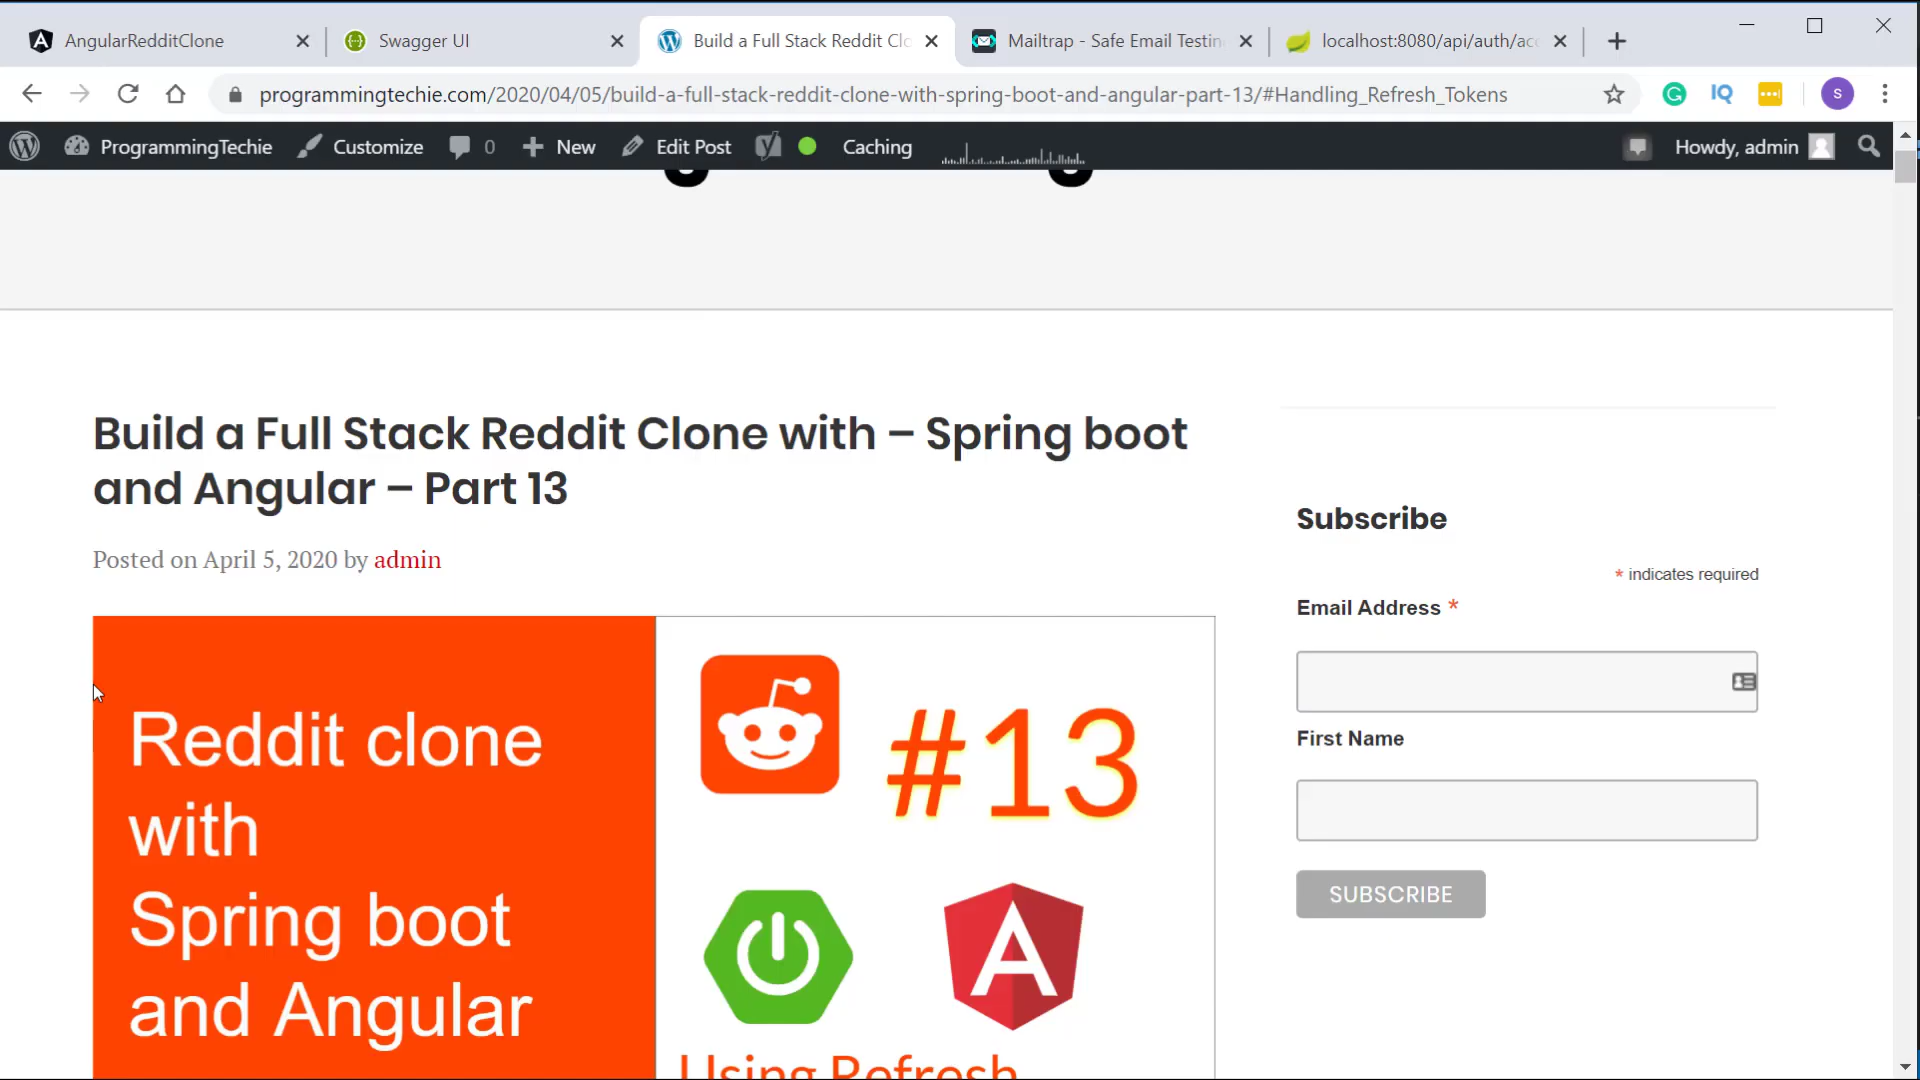 AngularRedditClone
Swagger UI
Build a Full Stack Reddit Clo
Mailtrap - Safe Email Testin
localhost:8080/api/auth/acc
programmingtechie.com/2020/04/05/build-a-full-stack-reddit-clone-with-spring-boot-and-angular-part-13/#Handling_Refresh_Tokens
IQ
S
ProgrammingTechie
Customize
0
New
Edit Post
Caching
Howdy, admin
Build a Full Stack Reddit Clone with – Spring boot
and Angular – Part 13
Posted on April 5, 2020 by admin
Reddit clone
with
Spring boot
and Angular
#13
Using Refresh
Subscribe
* indicates required
Email Address *
First Name
SUBSCRIBE